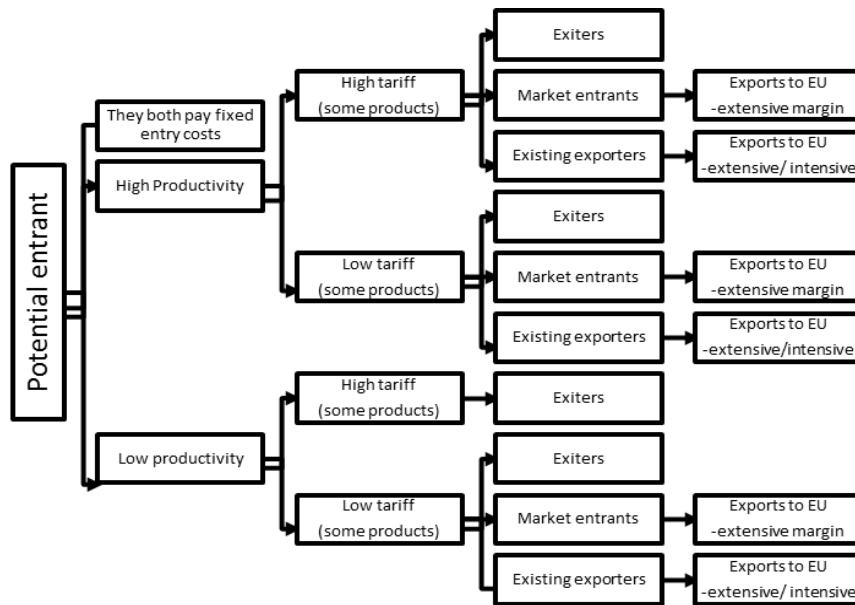 Potential entrant
They both pay fixed
entry costs
High Productivity
High tariff
(some products)
Exiters
Market entrants
Exports to EU
-extensive margin
Existing exporters
Exports to EU
-extensive/ intensive
Low tariff
(some products)
Exiters
Market entrants
Exports to EU
-extensive margin
Existing exporters
Exports to EU
-extensive/intensive
Low productivity
High tariff
(some products)
Exiters
Low tariff
(some products)
Exiters
Market entrants
Exports to EU
-extensive margin
Existing exporters
Exports to EU
-extensive/ intensive